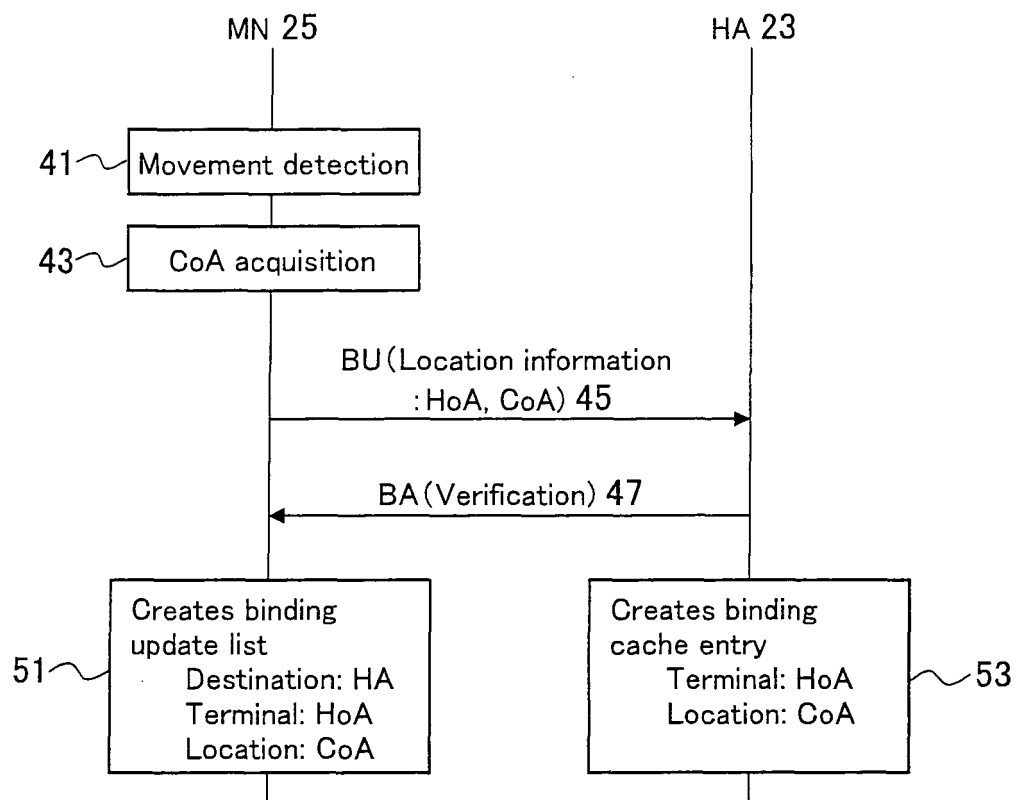 MN 25
HA 23
41
Movement detection
43
CoA acquisition
BU(Location information
:HoA, CoA) 45
BA(Verification) 47
51
Creates binding
update list
Destination: HA
Terminal: HoA
Location: CoA
Creates binding
cache entry
Terminal: HoA
Location: CoA
53